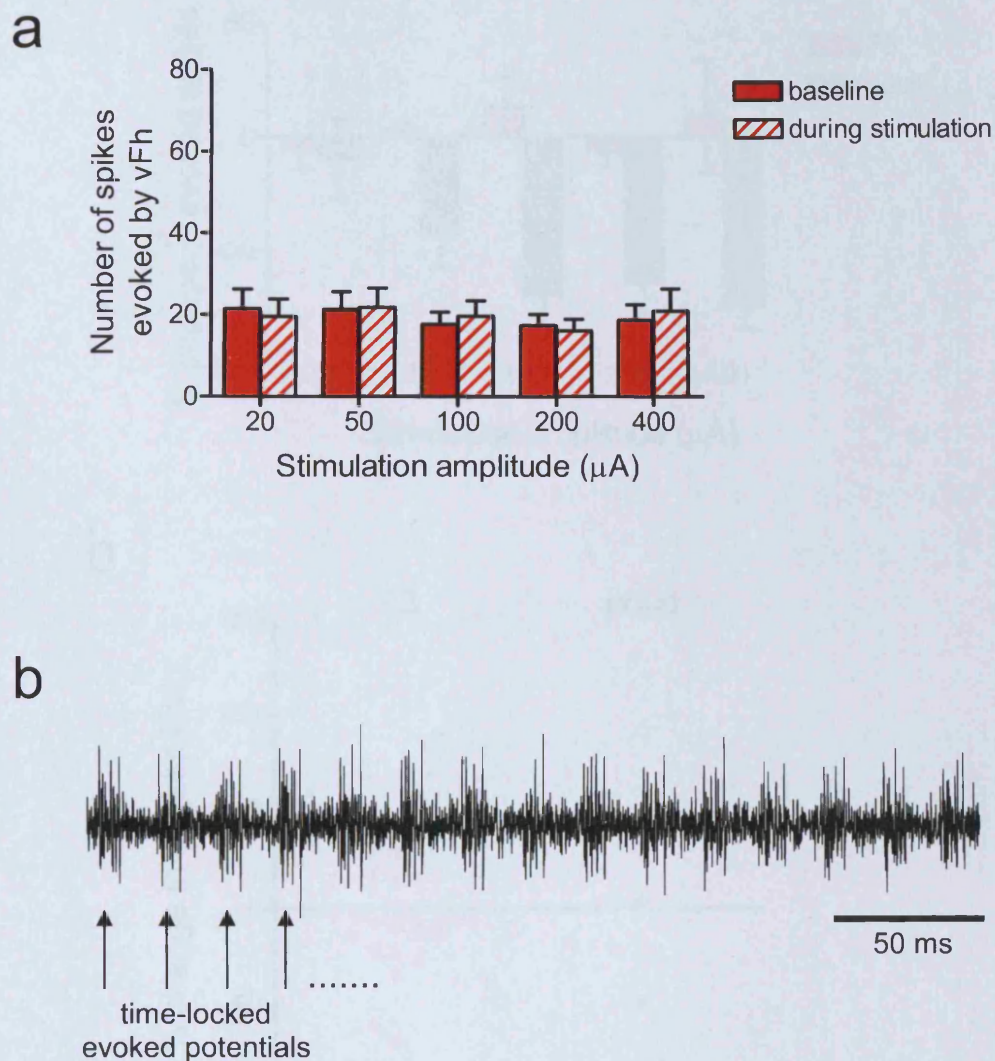 a
80
60
40
20
0
Number of spikes
evoked by vFh
baseline
during stimulation
20 50 100 200 400
Stimulation amplitude (μA)
b
50 ms
time-locked
evoked potentials